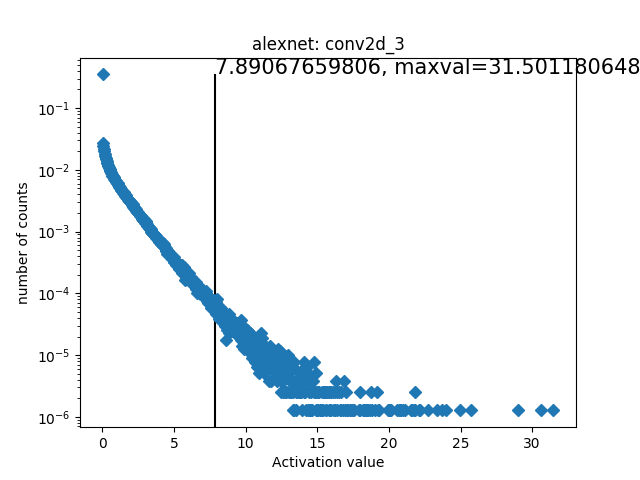 alexnet: conv2d_3
7.89067659806, maxval=31.501180648
number of counts
10⁻¹
10⁻²
10⁻³
10⁻⁴
10⁻⁵
10⁻⁶
0 5 10 15 20 25 30
Activation value